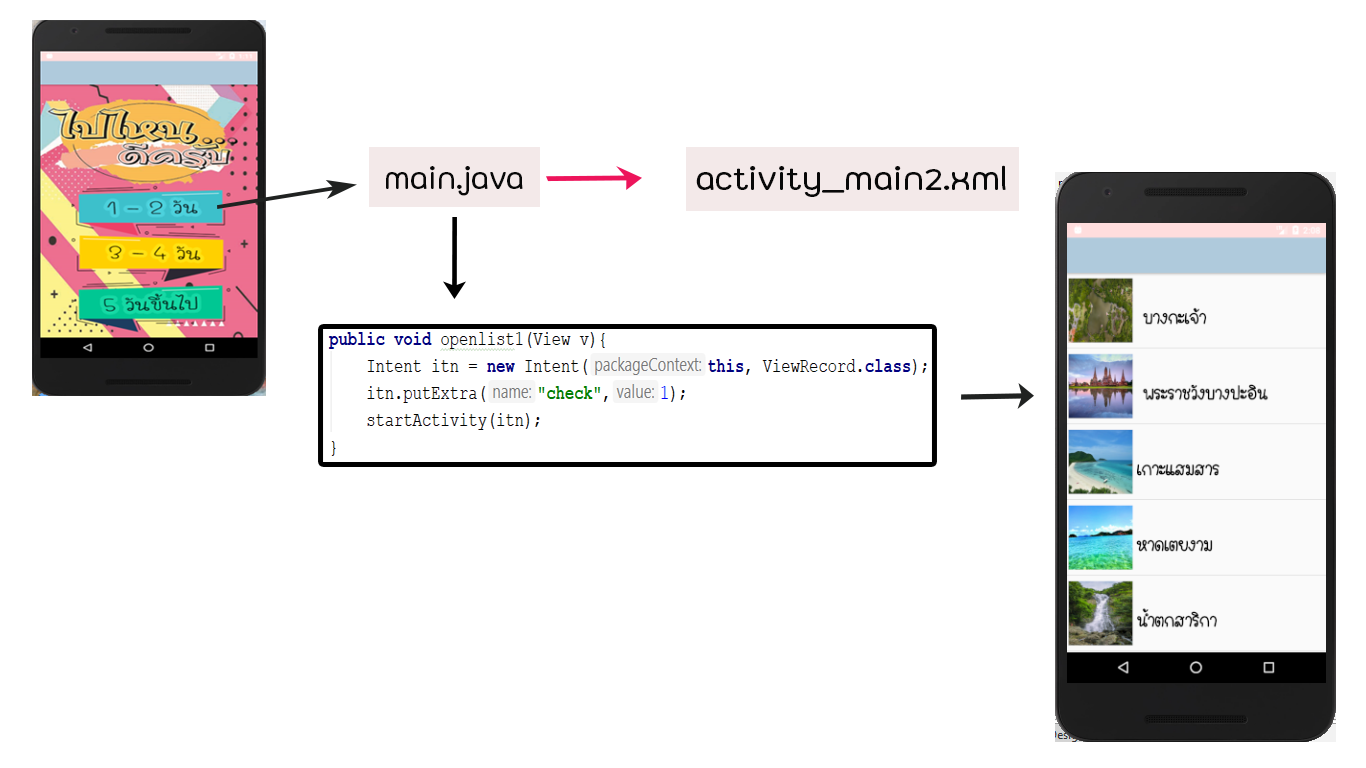 ไปไหน...
ดีครับ
1 - 2 วัน
3 - 4 วัน
5 วันขึ้นไป
main.java
activity_main2.xml
public void openlist1(View v){
Intent itn = new Intent( packageContext: this, ViewRecord.class);
itn.putExtra( name: "check", value: 1);
startActivity(itn);
}
2:08
บางกะเจ้า
พระราชวังบางปะอิน
เกาะแสมสาร
หาดเตยงาม
น้ำตกสาริกา